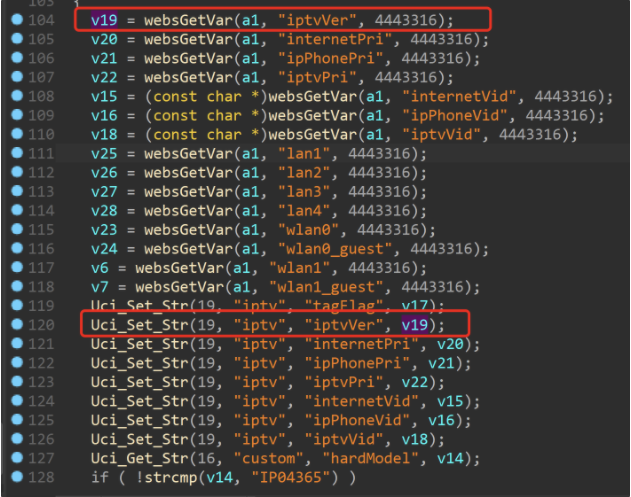 103 {
104 v19 = websGetVar(a1, "iptvVer", 4443316);
105 v20 = websGetVar(a1, "internetPri", 4443316);
106 v21 = websGetVar(a1, "ipPhonePri", 4443316);
107 v22 = websGetVar(a1, "iptvPri", 4443316);
108 v15 = (const char *)websGetVar(a1, "internetVid", 4443316);
109 v16 = (const char *)websGetVar(a1, "ipPhoneVid", 4443316);
110 v18 = (const char *)websGetVar(a1, "iptvVid", 4443316);
111 v25 = websGetVar(a1, "lan1", 4443316);
112 v26 = websGetVar(a1, "lan2", 4443316);
113 v27 = websGetVar(a1, "lan3", 4443316);
114 v28 = websGetVar(a1, "lan4", 4443316);
115 v23 = websGetVar(a1, "wlan0", 4443316);
116 v24 = websGetVar(a1, "wlan0_guest", 4443316);
117 v6 = websGetVar(a1, "wlan1", 4443316);
118 v7 = websGetVar(a1, "wlan1_guest", 4443316);
119 Uci_Set_Str(19, "iptv", "tagFlag", v17);
120 Uci_Set_Str(19, "iptv", "iptvVer", v19);
121 Uci_Set_Str(19, "iptv", "internetPri", v20);
122 Uci_Set_Str(19, "iptv", "ipPhonePri", v21);
123 Uci_Set_Str(19, "iptv", "iptvPri", v22);
124 Uci_Set_Str(19, "iptv", "internetVid", v15);
125 Uci_Set_Str(19, "iptv", "ipPhoneVid", v16);
126 Uci_Set_Str(19, "iptv", "iptvVid", v18);
127 Uci_Get_Str(16, "custom", "hardModel", v14);
128 if ( !strcmp(v14, "IP04365") )